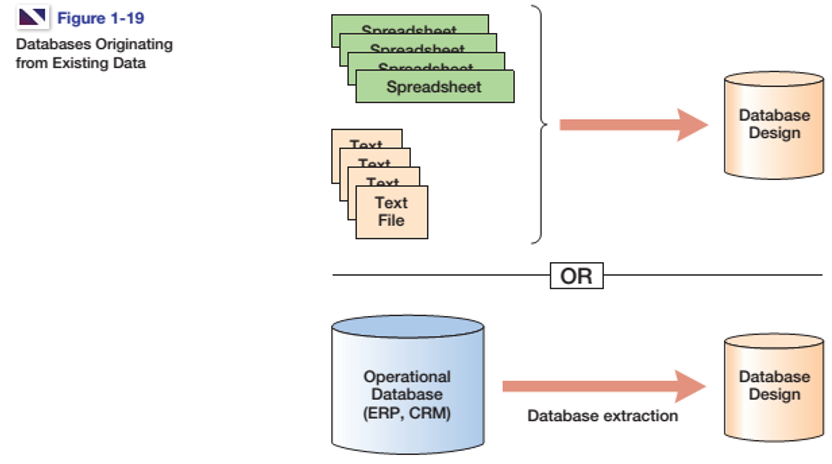 Figure 1-19
Databases Originating
from Existing Data
Spreadsheet
Spreadsheet
Spreadsheet
Spreadsheet
Text
Text
Text
Text
File
Database
Design
OR
Operational
Database
(ERP, CRM)
Database extraction
Database
Design